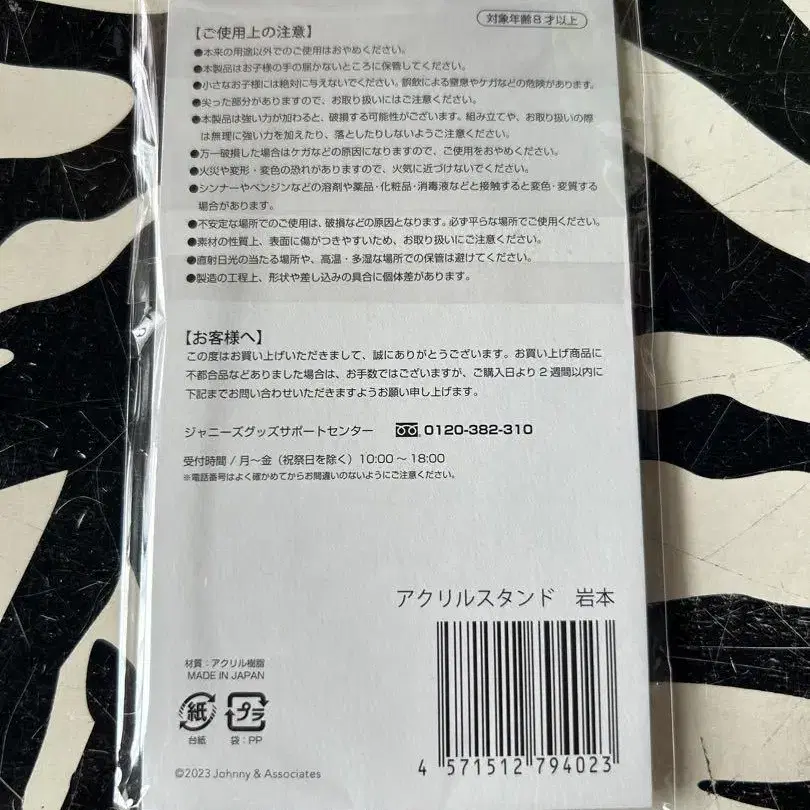 対象年齢8才以上
【ご使用上の注意】
●本来の用途以外でのご使用はおやめください。
●本製品はお子様の手の届かないところに保管してください。
●小さなお子様には絶対に与えないでください。誤飲による窒息やケガなどの危険があります。
●尖った部分がありますので、お取り扱いにはご注意ください。
●本製品は強い力が加わると、破損する可能性がございます。組み立てや、お取り扱いの際
は無理に強い力を加えたり、落としたりしないようご注意ください。
●万一破損した場合はケガなどの原因になりますので、ご使用をおやめください。
●火災や変形・変色の恐れがありますので、火気に近づけないでください。
●シンナーやベンジンなどの溶剤や薬品・化粧品・消毒液などと接触すると変色・変質する
場合があります。
●不安定な場所でのご使用は、破損などの原因となります。必ず平らな場所でご使用ください。
●素材の性質上、表面に傷がつきやすいため、お取り扱いにご注意ください。
●直射日光の当たる場所や、高温・多湿な場所での保管は避けてください。
●製造の工程上、形状や差し込みの具合に個体差があります。
【お客様へ】
この度はお買い上げいただきまして、誠にありがとうございます。お買い上げ商品に
不都合品などありました場合は、お手数ではございますが、ご購入日より2週間以内に
下記までお問い合わせいただきますようお願い申し上げます。
ジャニーズグッズサポートセンター 0120-382-310
受付時間/月〜金(祝祭日を除く)10:00〜18:00
※電話番号はよく確かめてからお間違いのないようにご注意ください。
アクリルスタンド 岩本
材質:アクリル樹脂
MADE IN JAPAN
紙 プラ
台紙 袋:PP
©2023 Johnny & Associates
4 571512 794023